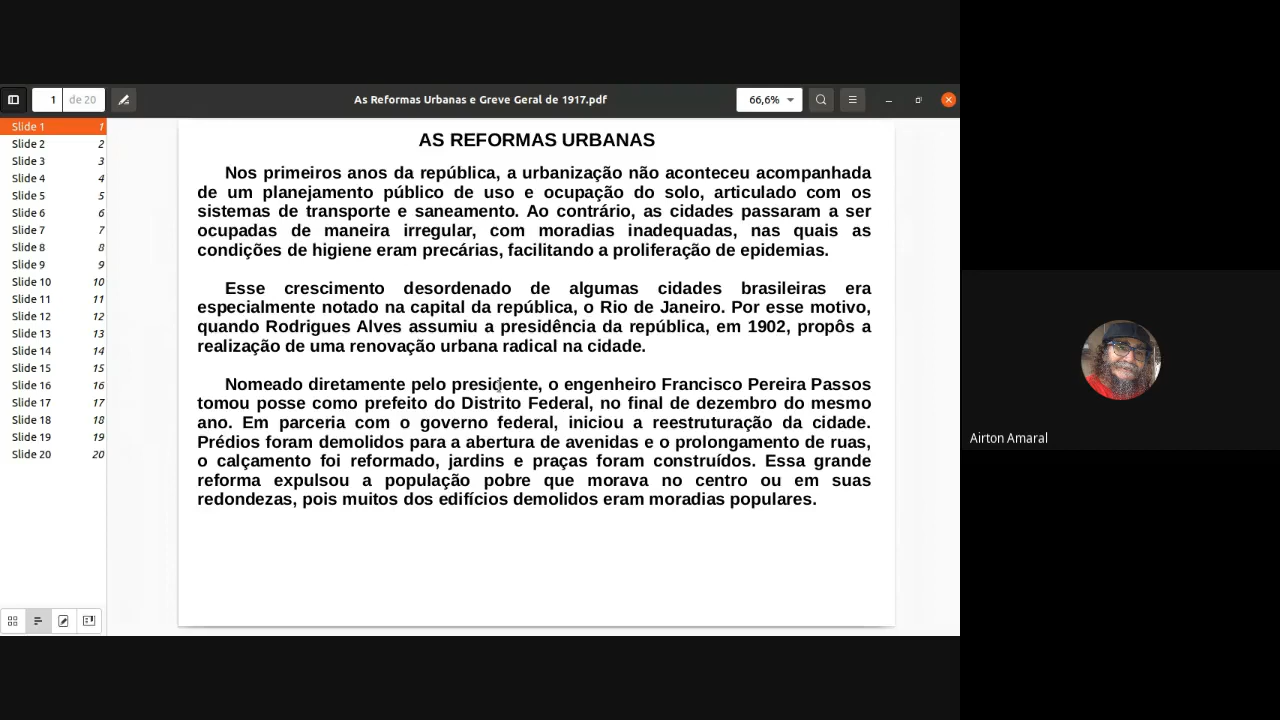 1 de 20
As Reformas Urbanas e Greve Geral de 1917.pdf
66,6%
Slide 1 1
Slide 2 2
Slide 3 3
Slide 4 4
Slide 5 5
Slide 6 6
Slide 7 7
Slide 8 8
Slide 9 9
Slide 10 10
Slide 11 11
Slide 12 12
Slide 13 13
Slide 14 14
Slide 15 15
Slide 16 16
Slide 17 17
Slide 18 18
Slide 19 19
Slide 20 20
AS REFORMAS URBANAS
Nos primeiros anos da república, a urbanização não aconteceu acompanhada
de um planejamento público de uso e ocupação do solo, articulado com os
sistemas de transporte e saneamento. Ao contrário, as cidades passaram a ser
ocupadas de maneira irregular, com moradias inadequadas, nas quais as
condições de higiene eram precárias, facilitando a proliferação de epidemias.
Esse crescimento desordenado de algumas cidades brasileiras era
especialmente notado na capital da república, o Rio de Janeiro. Por esse motivo,
quando Rodrigues Alves assumiu a presidência da república, em 1902, propôs a
realização de uma renovação urbana radical na cidade.
Nomeado diretamente pelo presidente, o engenheiro Francisco Pereira Passos
tomou posse como prefeito do Distrito Federal, no final de dezembro do mesmo
ano. Em parceria com o governo federal, iniciou a reestruturação da cidade.
Prédios foram demolidos para a abertura de avenidas e o prolongamento de ruas,
o calçamento foi reformado, jardins e praças foram construídos. Essa grande
reforma expulsou a população pobre que morava no centro ou em suas
redondezas, pois muitos dos edifícios demolidos eram moradias populares.
Airton Amaral